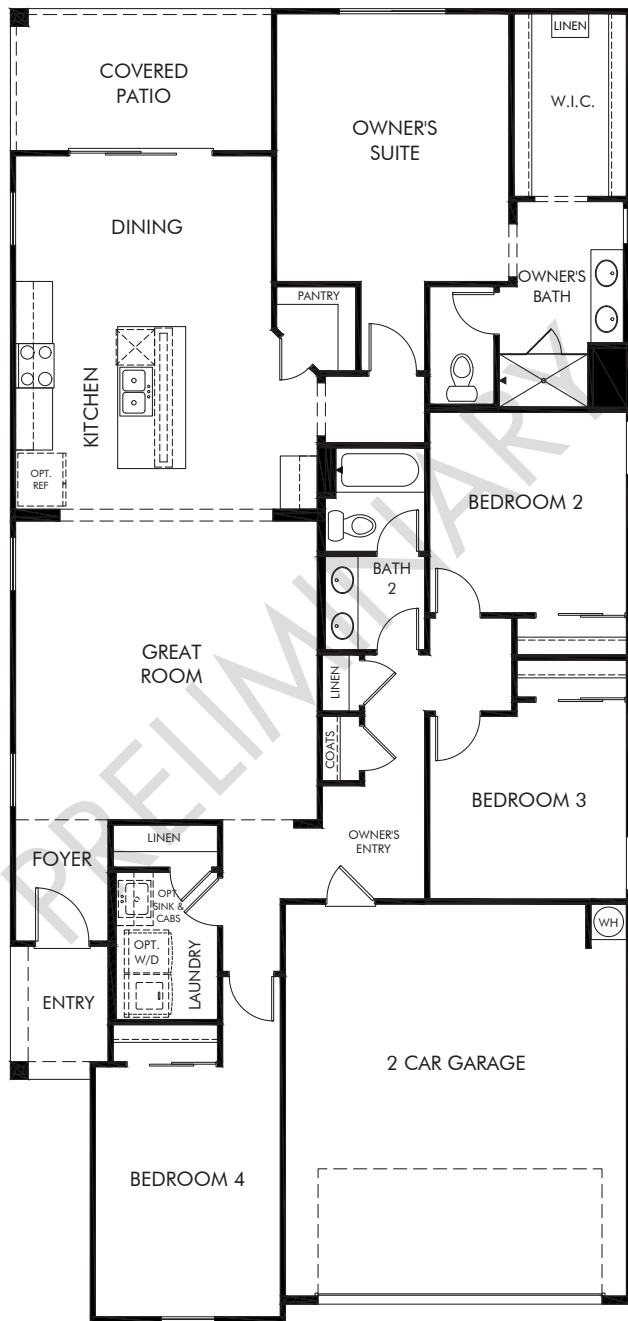 LINEN
COVERED
PATIO
W.I.C.
OWNER'S
SUITE
DINING
OWNER'S
BATH
PANTRY
KITCHEN
OPT.
REF
BEDROOM 2
BATH
2
GREAT
ROOM
LINEN
COATS
BEDROOM 3
OWNER'S
ENTRY
LINEN
FOYER
OPT
SINK &
CABS
WH
OPT.
W/D
LAUNDRY
ENTRY
2 CAR GARAGE
BEDROOM 4
PRELIMINARY